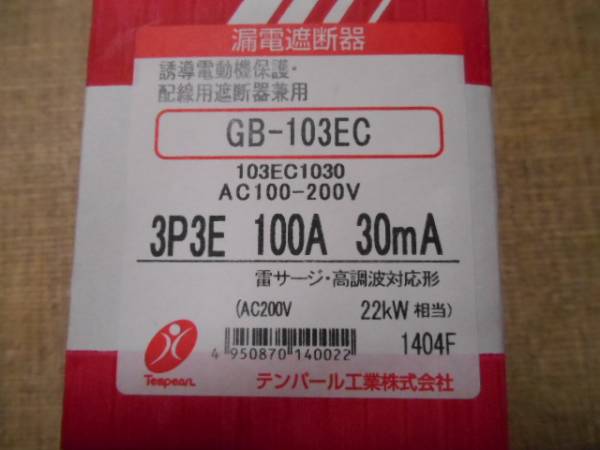 漏電遮断器
誘導電動機保護・
配線用遮断器兼用
GB-103EC
103EC1030
AC100-200V
3P3E 100A 30mA
雷サージ・高調波対応形
(AC200V 22kW 相当)
4 950870 140022
1404F
Tempearl
テンパール工業株式会社